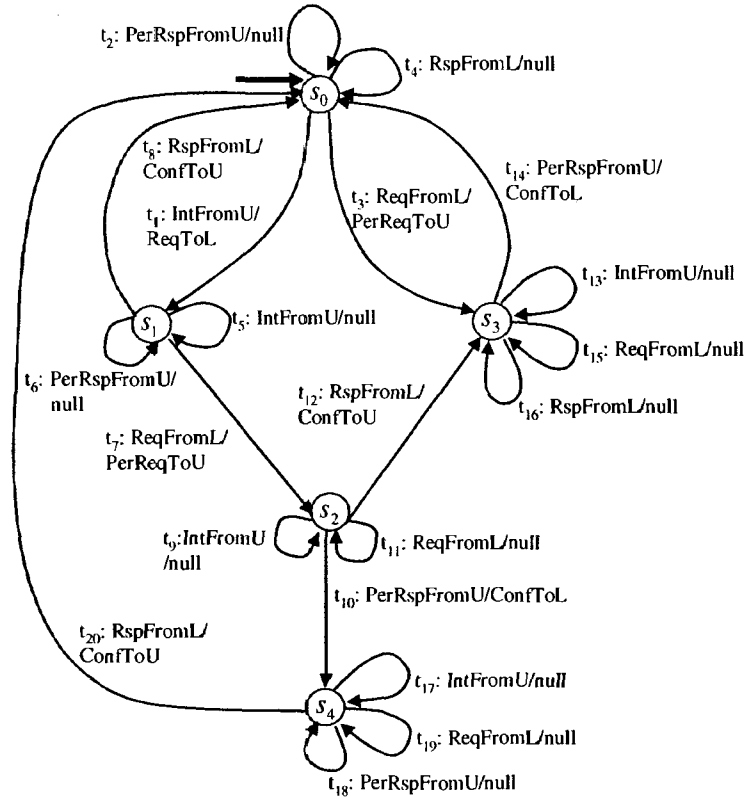 t2: PerRspFromU/null
t4: RspFromL/null
s0
t8: RspFromL/
ConfToU
t1: IntFromU/
ReqToL
t3: ReqFromL/
PerReqToU
t14: PerRspFromU/
ConfToL
s1
t5: IntFromU/null
t6: PerRspFromU/
null
t13: IntFromU/null
s3
t15: ReqFromL/null
t16: RspFromL/null
t12: RspFromL/
ConfToU
t7: ReqFromL/
PerReqToU
s2
t9:IntFromU
/null
t11: ReqFromL/null
t10: PerRspFromU/ConfToL
t20: RspFromL/
ConfToU
t17: IntFromU/null
s4
t19: ReqFromL/null
t18: PerRspFromU/null